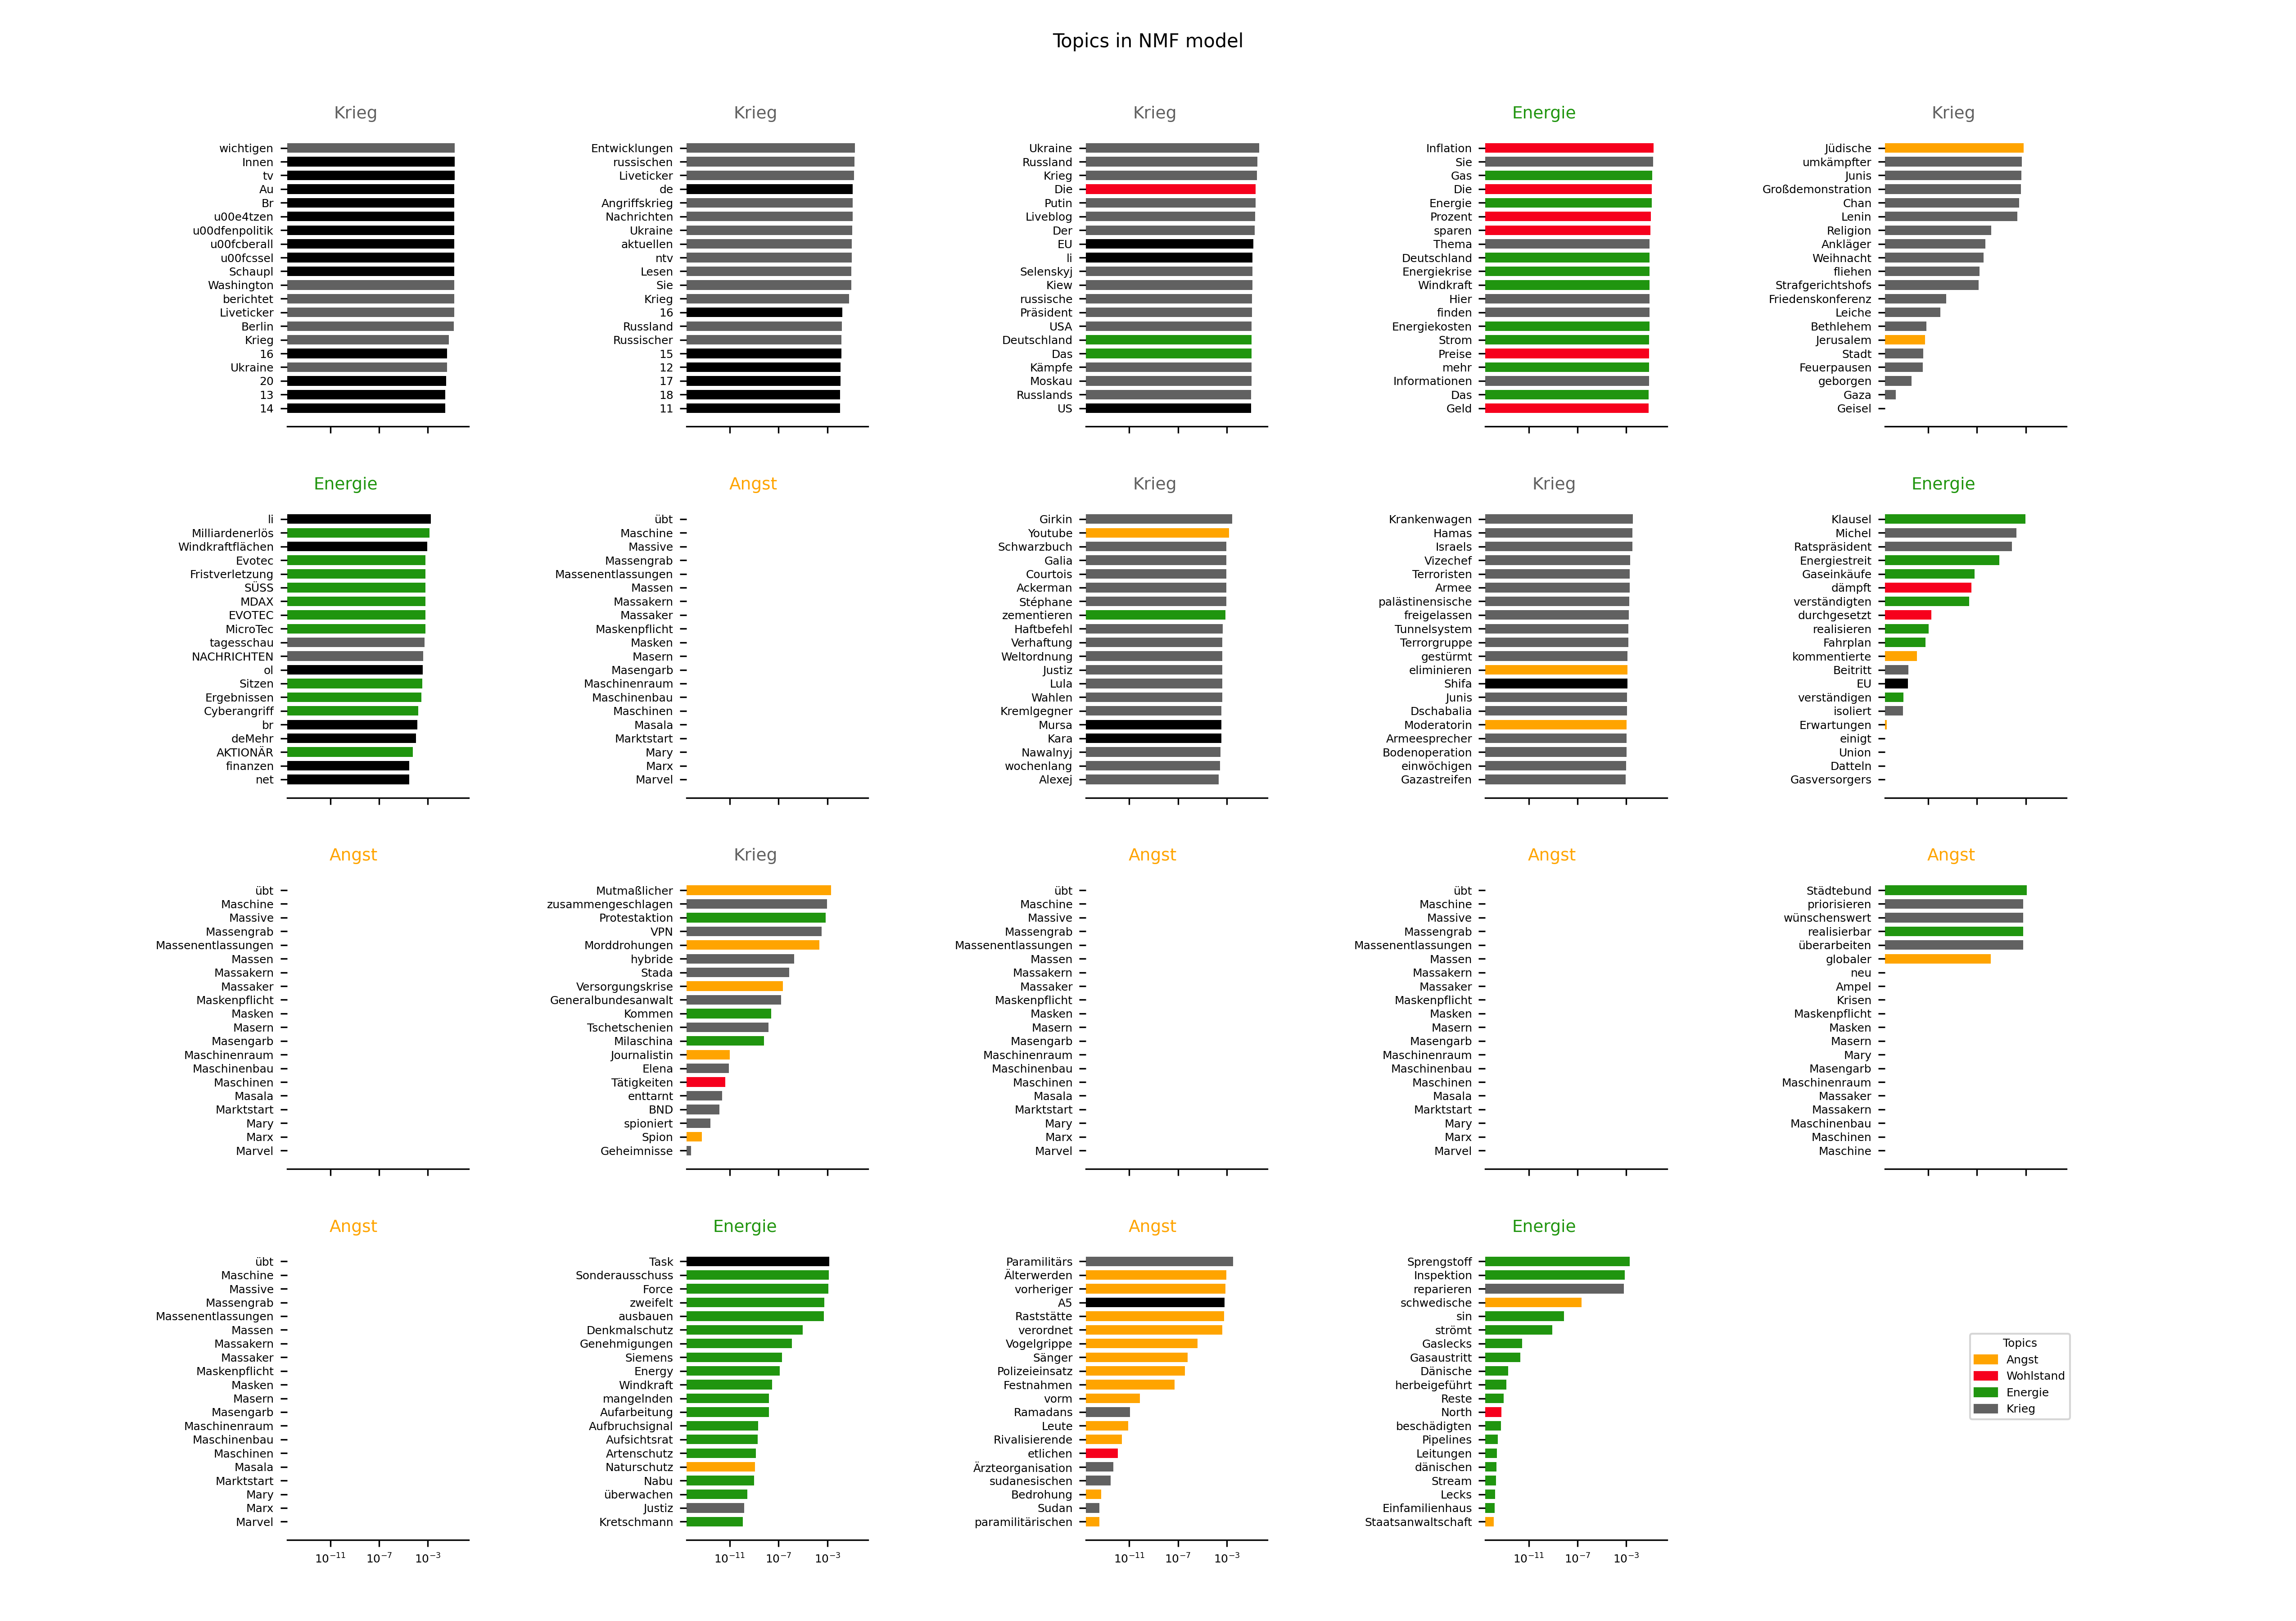 Topics in NMF model
Krieg
wichtigen
Innen
tv
Au
Br
u00e4tzen
u00dfenpolitik
u00fcberall
u00fcssel
Schaupl
Washington
berichtet
Liveticker
Berlin
Krieg
16
Ukraine
20
13
14
Krieg
Entwicklungen
russischen
Liveticker
de
Angriffskrieg
Nachrichten
Ukraine
aktuellen
ntv
Lesen
Sie
Krieg
16
Russland
Russischer
15
12
17
18
11
Krieg
Ukraine
Russland
Krieg
Die
Putin
Liveblog
Der
EU
li
Selenskyj
Kiew
russische
Präsident
USA
Deutschland
Das
Kämpfe
Moskau
Russlands
US
Energie
Inflation
Sie
Gas
Die
Energie
Prozent
sparen
Thema
Deutschland
Energiekrise
Windkraft
Hier
finden
Energiekosten
Strom
Preise
mehr
Informationen
Das
Geld
Krieg
Jüdische
umkämpfter
Junis
Großdemonstration
Chan
Lenin
Religion
Ankläger
Weihnacht
fliehen
Strafgerichtshofs
Friedenskonferenz
Leiche
Bethlehem
Jerusalem
Stadt
Feuerpausen
geborgen
Gaza
Geisel
Energie
li
Milliardenerlös
Windkraftflächen
Evotec
Fristverletzung
SÜSS
MDAX
EVOTEC
MicroTec
tagesschau
NACHRICHTEN
ol
Sitzen
Ergebnissen
Cyberangriff
br
deMehr
AKTIONÄR
finanzen
net
Angst
übt
Maschine
Massive
Massengrab
Massenentlassungen
Massen
Massakern
Massaker
Maskenpflicht
Masken
Masern
Masengarb
Maschinenraum
Maschinenbau
Maschinen
Masala
Marktstart
Mary
Marx
Marvel
Krieg
Girkin
Youtube
Schwarzbuch
Galia
Courtois
Ackerman
Stéphane
zementieren
Haftbefehl
Verhaftung
Weltordnung
Justiz
Lula
Wahlen
Kremlgegner
Mursa
Kara
Nawalnyj
wochenlang
Alexej
Krieg
Krankenwagen
Hamas
Israels
Vizechef
Terroristen
Armee
palästinensische
freigelassen
Tunnelsystem
Terrorgruppe
gestürmt
eliminieren
Shifa
Junis
Dschabalia
Moderatorin
Armeesprecher
Bodenoperation
einwöchigen
Gazastreifen
Energie
Klausel
Michel
Ratspräsident
Energiestreit
Gaseinkäufe
dämpft
verständigten
durchgesetzt
realisieren
Fahrplan
kommentierte
Beitritt
EU
verständigen
isoliert
Erwartungen
einigt
Union
Datteln
Gasversorgers
Angst
übt
Maschine
Massive
Massengrab
Massenentlassungen
Massen
Massakern
Massaker
Maskenpflicht
Masken
Masern
Masengarb
Maschinenraum
Maschinenbau
Maschinen
Masala
Marktstart
Mary
Marx
Marvel
Krieg
Mutmaßlicher
zusammengeschlagen
Protestaktion
VPN
Morddrohungen
hybride
Stada
Versorgungskrise
Generalbundesanwalt
Kommen
Tschetschenien
Milaschina
Journalistin
Elena
Tätigkeiten
enttarnt
BND
spioniert
Spion
Geheimnisse
Angst
übt
Maschine
Massive
Massengrab
Massenentlassungen
Massen
Massakern
Massaker
Maskenpflicht
Masken
Masern
Masengarb
Maschinenraum
Maschinenbau
Maschinen
Masala
Marktstart
Mary
Marx
Marvel
Angst
übt
Maschine
Massive
Massengrab
Massenentlassungen
Massen
Massakern
Massaker
Maskenpflicht
Masken
Masern
Masengarb
Maschinenraum
Maschinenbau
Maschinen
Masala
Marktstart
Mary
Marx
Marvel
Angst
Städtebund
priorisieren
wünschenswert
realisierbar
überarbeiten
globaler
neu
Ampel
Krisen
Maskenpflicht
Masken
Masern
Mary
Masengarb
Maschinenraum
Massaker
Massakern
Maschinenbau
Maschinen
Maschine
Angst
übt
Maschine
Massive
Massengrab
Massenentlassungen
Massen
Massakern
Massaker
Maskenpflicht
Masken
Masern
Masengarb
Maschinenraum
Maschinenbau
Maschinen
Masala
Marktstart
Mary
Marx
Marvel
10⁻¹¹ 10⁻⁷ 10⁻³
Energie
Task
Sonderausschuss
Force
zweifelt
ausbauen
Denkmalschutz
Genehmigungen
Siemens
Energy
Windkraft
mangelnden
Aufarbeitung
Aufbruchsignal
Aufsichtsrat
Artenschutz
Naturschutz
Nabu
überwachen
Justiz
Kretschmann
10⁻¹¹ 10⁻⁷ 10⁻³
Angst
Paramilitärs
Älterwerden
vorheriger
A5
Raststätte
verordnet
Vogelgrippe
Sänger
Polizeieinsatz
Festnahmen
vorm
Ramadans
Leute
Rivalisierende
etlichen
Ärzteorganisation
sudanesischen
Bedrohung
Sudan
paramilitärischen
10⁻¹¹ 10⁻⁷ 10⁻³
Energie
Sprengstoff
Inspektion
reparieren
schwedische
sin
strömt
Gaslecks
Gasaustritt
Dänische
herbeigeführt
Reste
North
beschädigten
Pipelines
Leitungen
dänischen
Stream
Lecks
Einfamilienhaus
Staatsanwaltschaft
10⁻¹¹ 10⁻⁷ 10⁻³
Topics
Angst
Wohlstand
Energie
Krieg